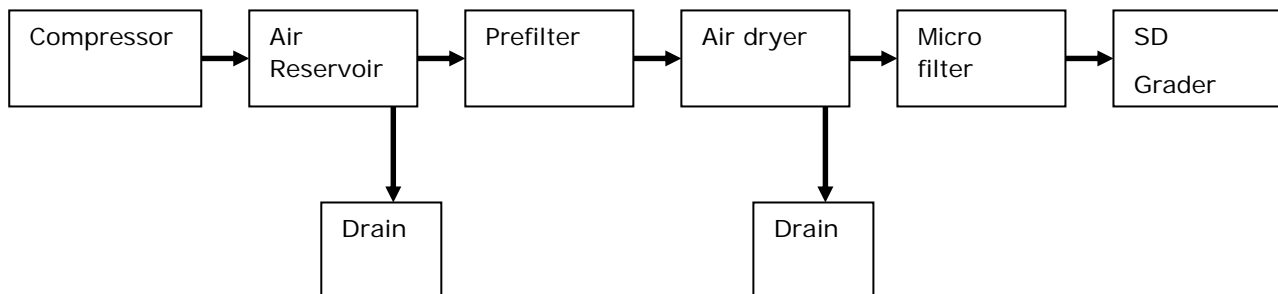 Compressor
Air
Reservoir
Prefilter
Air dryer
Micro
filter
SD
Grader
Drain
Drain